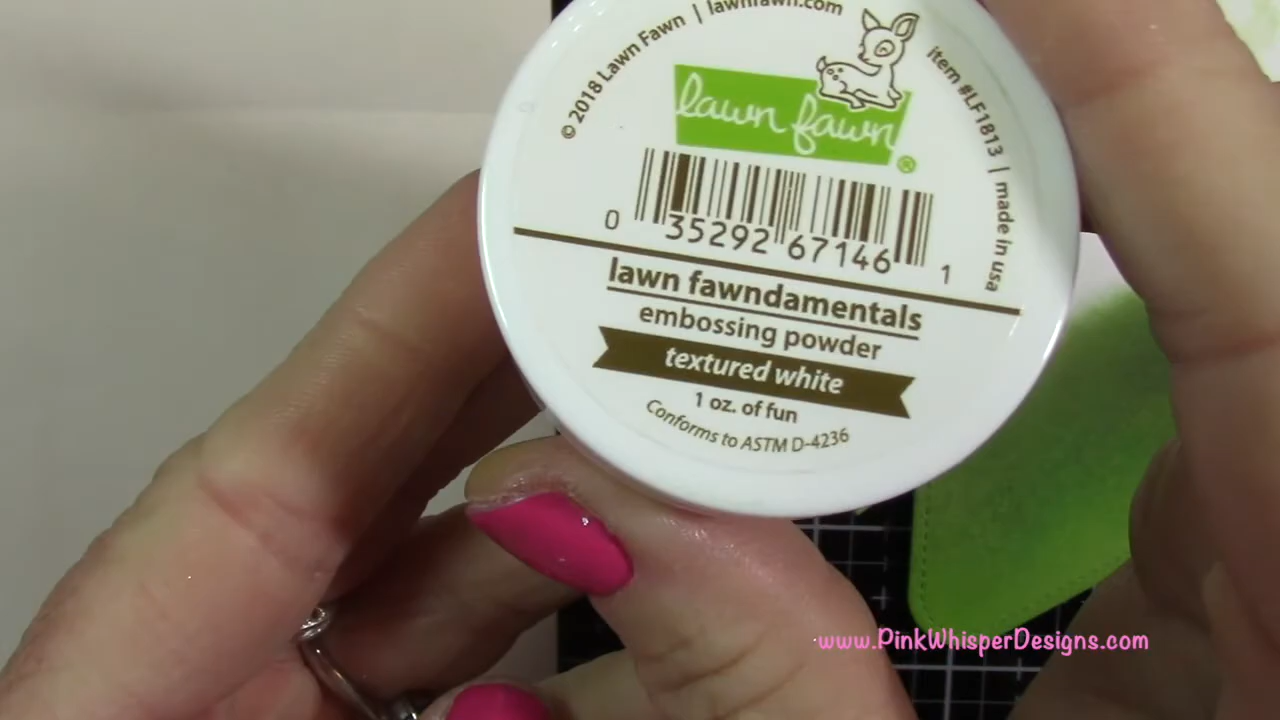 © 2018 Lawn Fawn | lawnfawn.com
item #LF1813 | made in usa
lawn fawn ®
0 35292 67146 1
lawn fawndamentals
embossing powder
textured white
1 oz. of fun
Conforms to ASTM D-4236
www.PinkWhisperDesigns.com